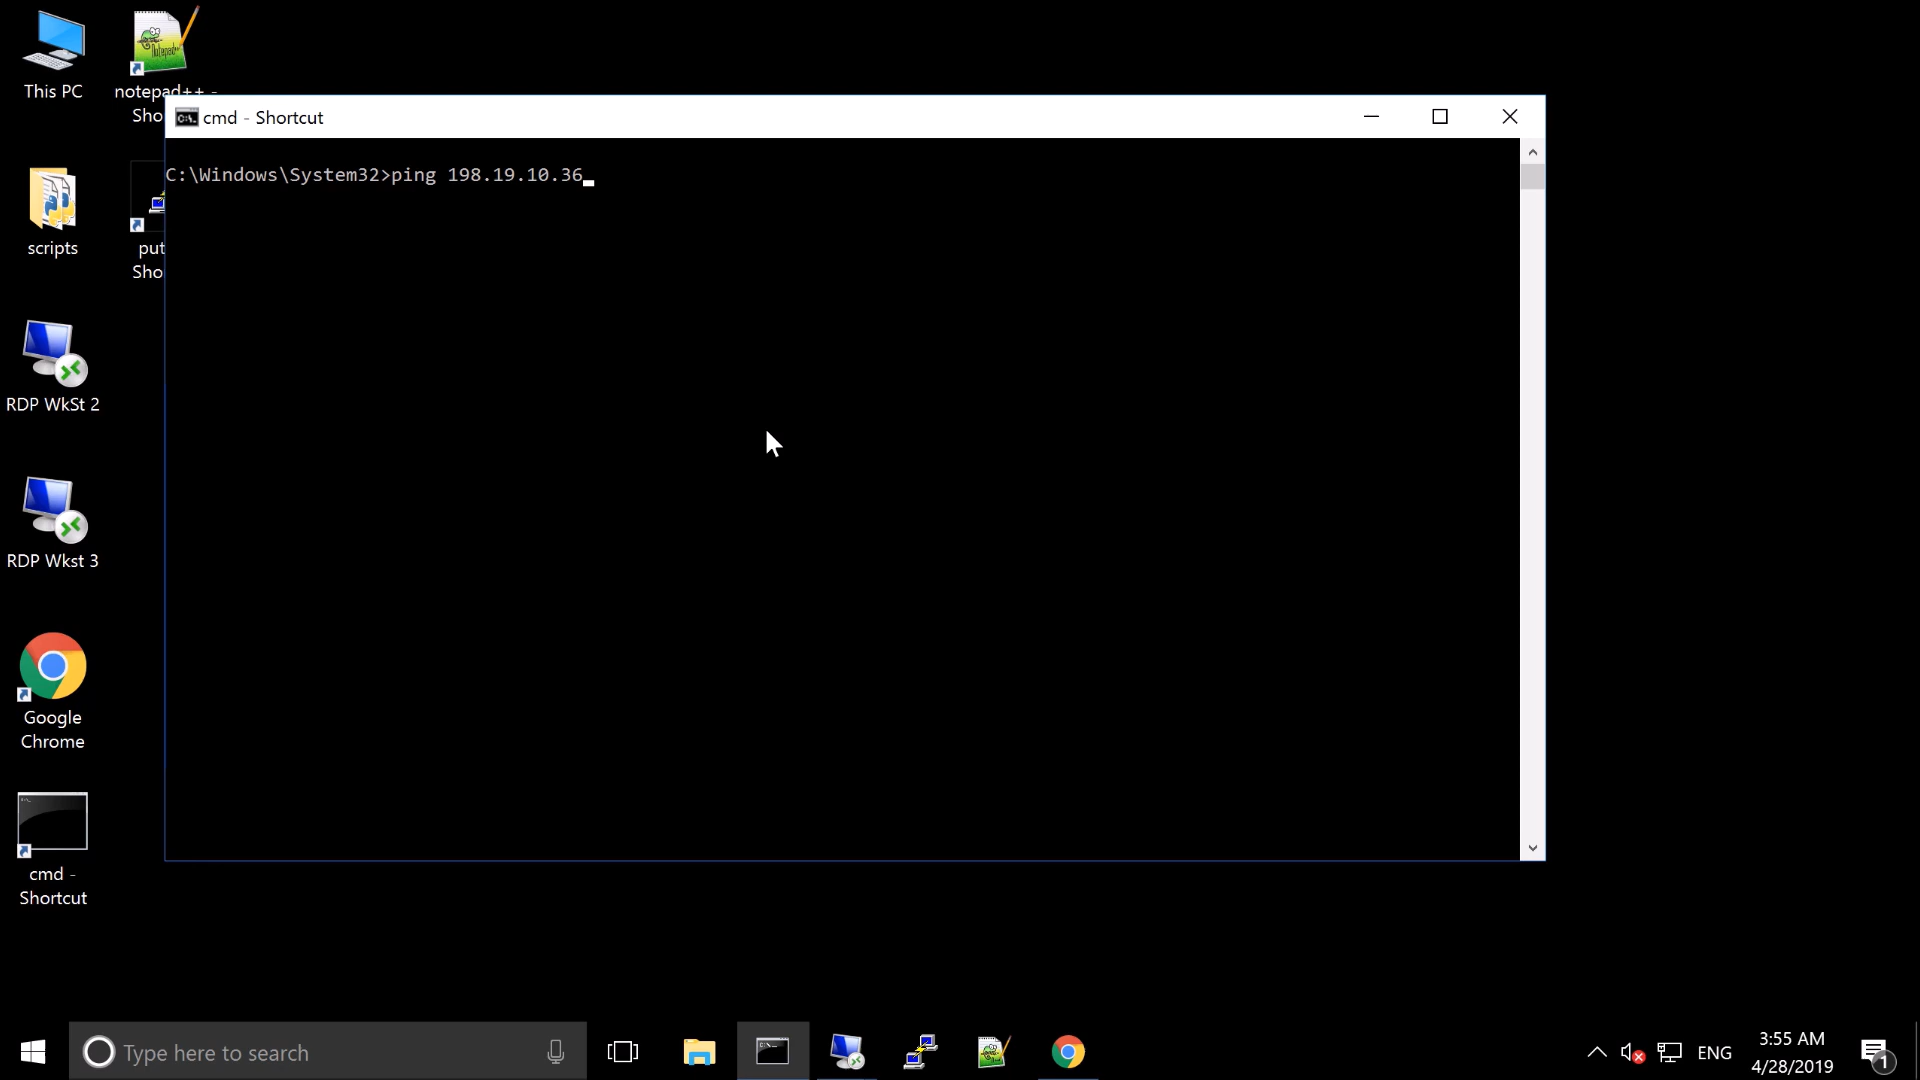 This PC
notepad++ -
Sho
cmd - Shortcut
C:\Windows\System32>ping 198.19.10.36
scripts
put
Sho
RDP WkSt 2
RDP Wkst 3
Google
Chrome
cmd -
Shortcut
Type here to search
ENG
3:55 AM
4/28/2019
1